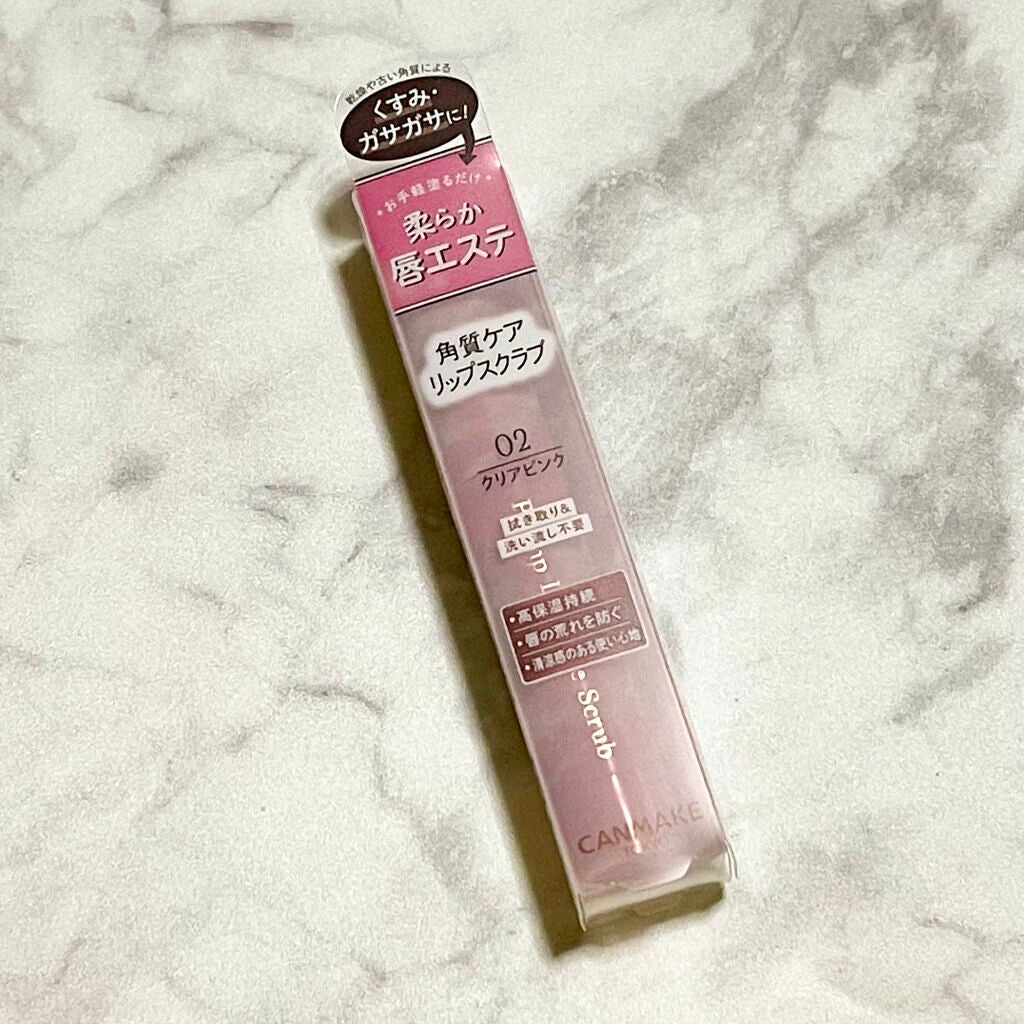 乾燥や古い角質による
くすみ・
ガサガサに!
・お手軽塗るだけ・
柔らか
唇エステ
角質ケア
リップスクラブ
02
クリアピンク
拭き取り&
洗い流し不要
・高保湿持続
・唇の荒れを防ぐ
・清涼感のある使い心地
Scrub
CANMAKE
TOKYO